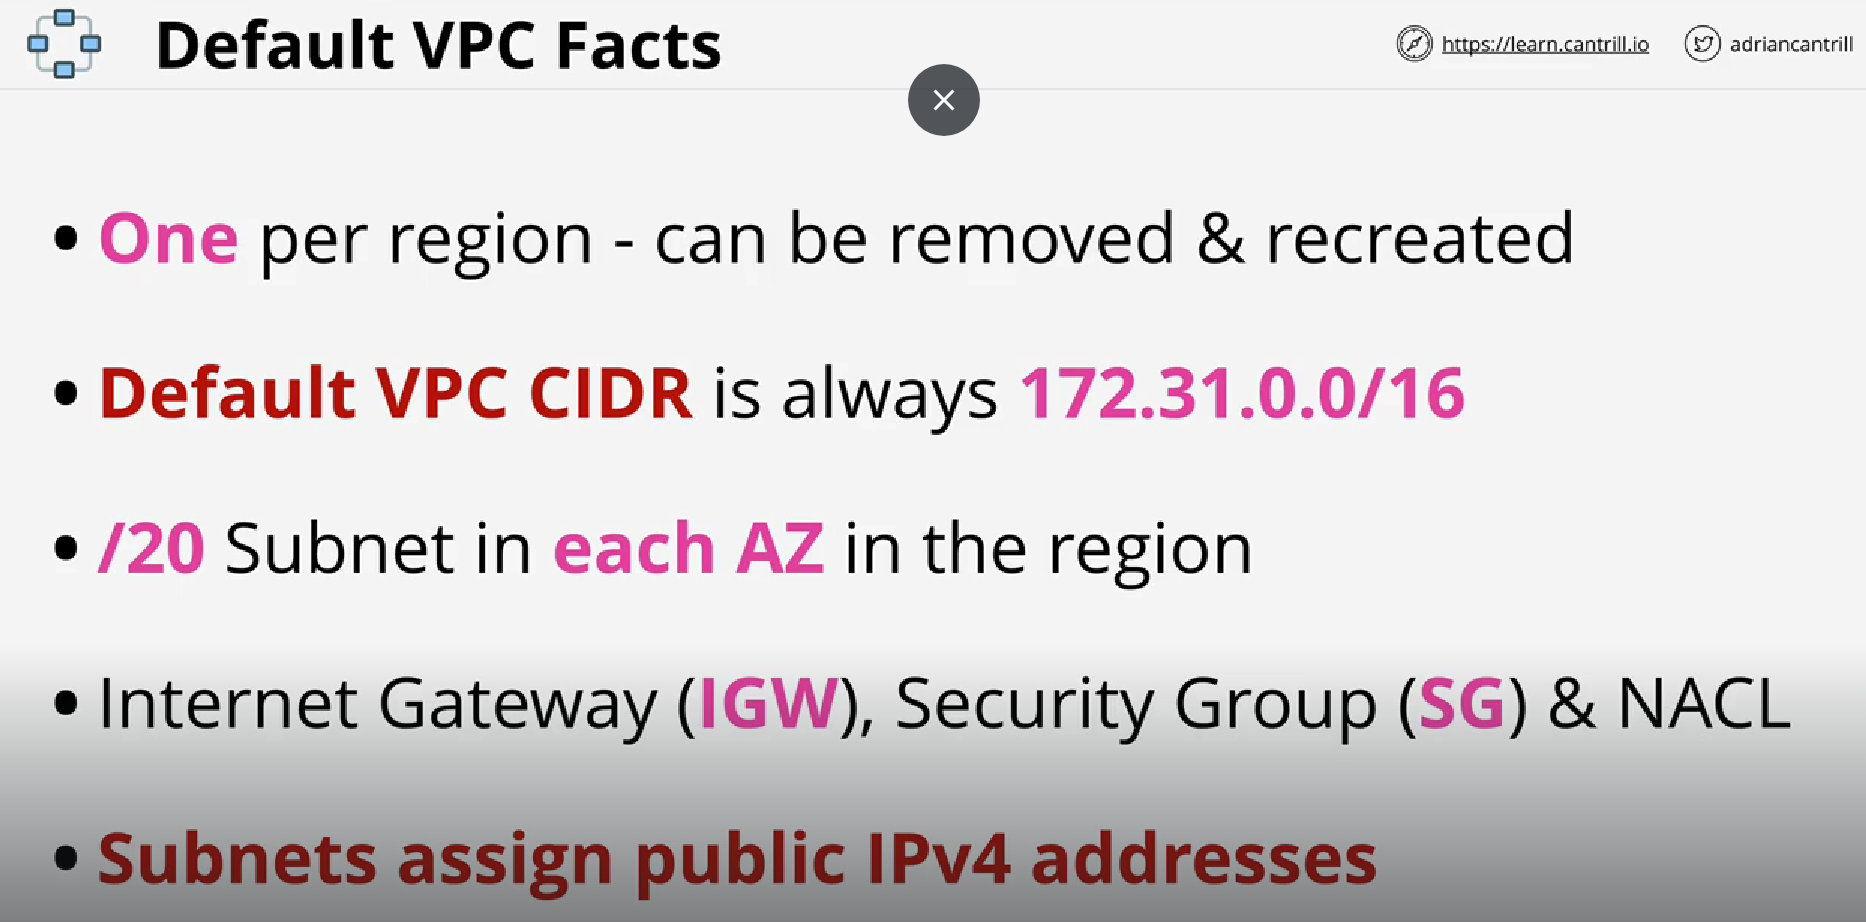 Default VPC Facts
https://learn.cantrill.io
adriancantrill
• One per region - can be removed & recreated
• Default VPC CIDR is always 172.31.0.0/16
• /20 Subnet in each AZ in the region
• Internet Gateway (IGW), Security Group (SG) & NACL
• Subnets assign public IPv4 addresses